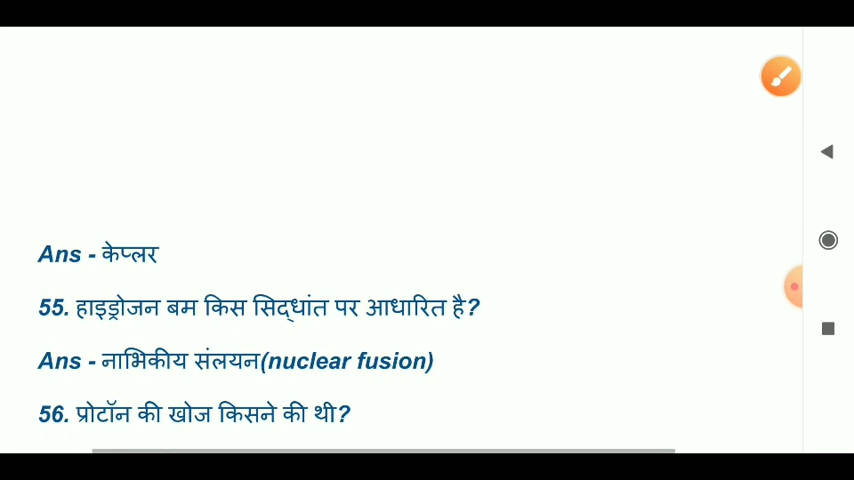 Ans - केप्लर
55. हाइड्रोजन बम किस सिद्धांत पर आधारित है?
Ans - नाभिकीय संलयन(nuclear fusion)
56. प्रोटॉन की खोज किसने की थी?